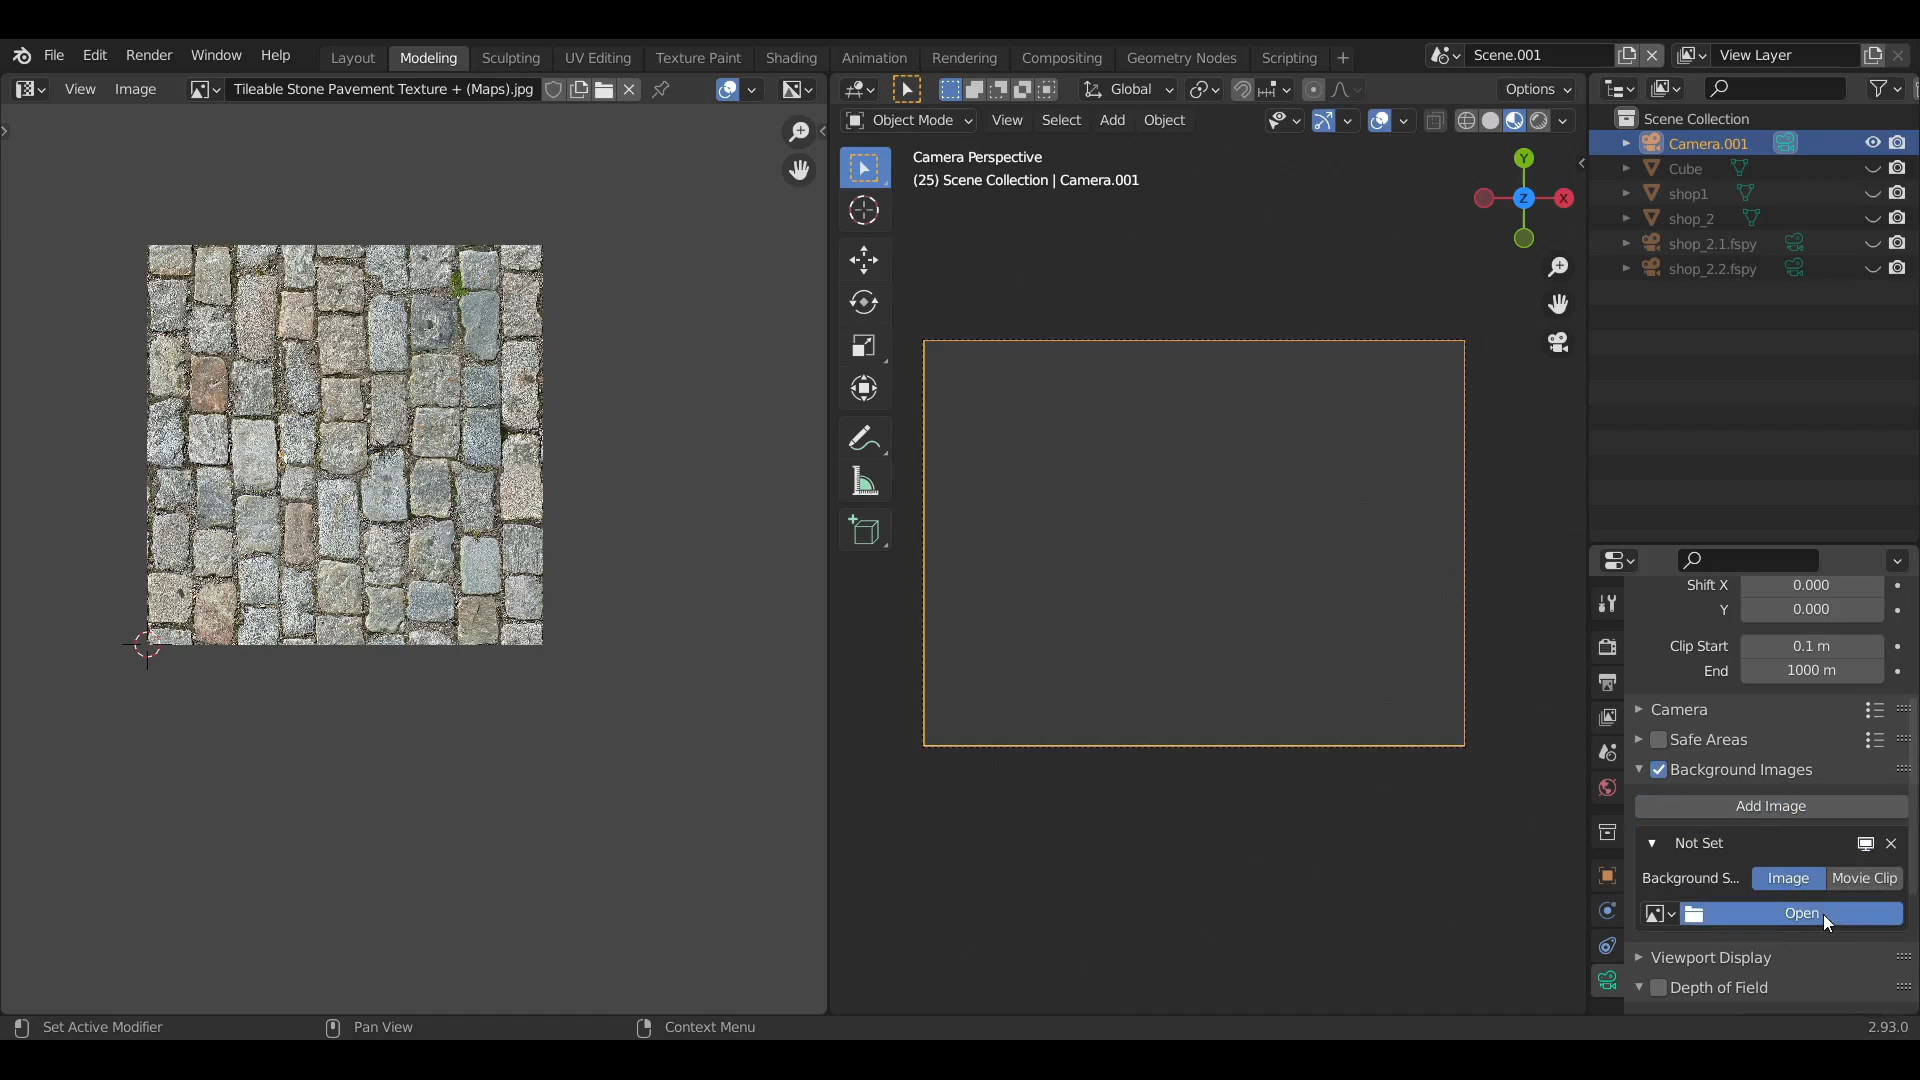 File Edit Render Window Help Layout Modeling Sculpting UV Editing Texture Paint Shading Animation Rendering Compositing Geometry Nodes Scripting + Scene.001 View Layer
View Image Tileable Stone Pavement Texture + (Maps).jpg Global Options
Object Mode View Select Add Object
Camera Perspective
(25) Scene Collection | Camera.001
Y
X
Z
Scene Collection
Camera.001
Cube
shop1
shop_2
shop_2.1.fspy
shop_2.2.fspy
Shift X 0.000
Y 0.000
Clip Start 0.1 m
End 1000 m
Camera
Safe Areas
Background Images
Add Image
Not Set
Background S... Image Movie Clip
Open
Viewport Display
Depth of Field
Set Active Modifier Pan View Context Menu 2.93.0